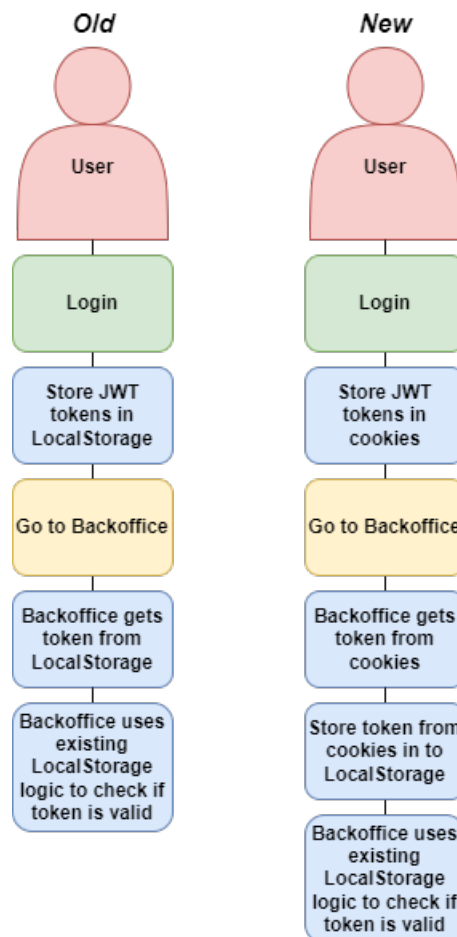 Old
User
Login
Store JWT
tokens in
LocalStorage
Go to Backoffice
Backoffice gets
token from
LocalStorage
Backoffice uses
existing
LocalStorage
logic to check if
token is valid
New
User
Login
Store JWT
tokens in
cookies
Go to Backoffice
Backoffice gets
token from
cookies
Store token from
cookies in to
LocalStorage
Backoffice uses
existing
LocalStorage
logic to check if
token is valid